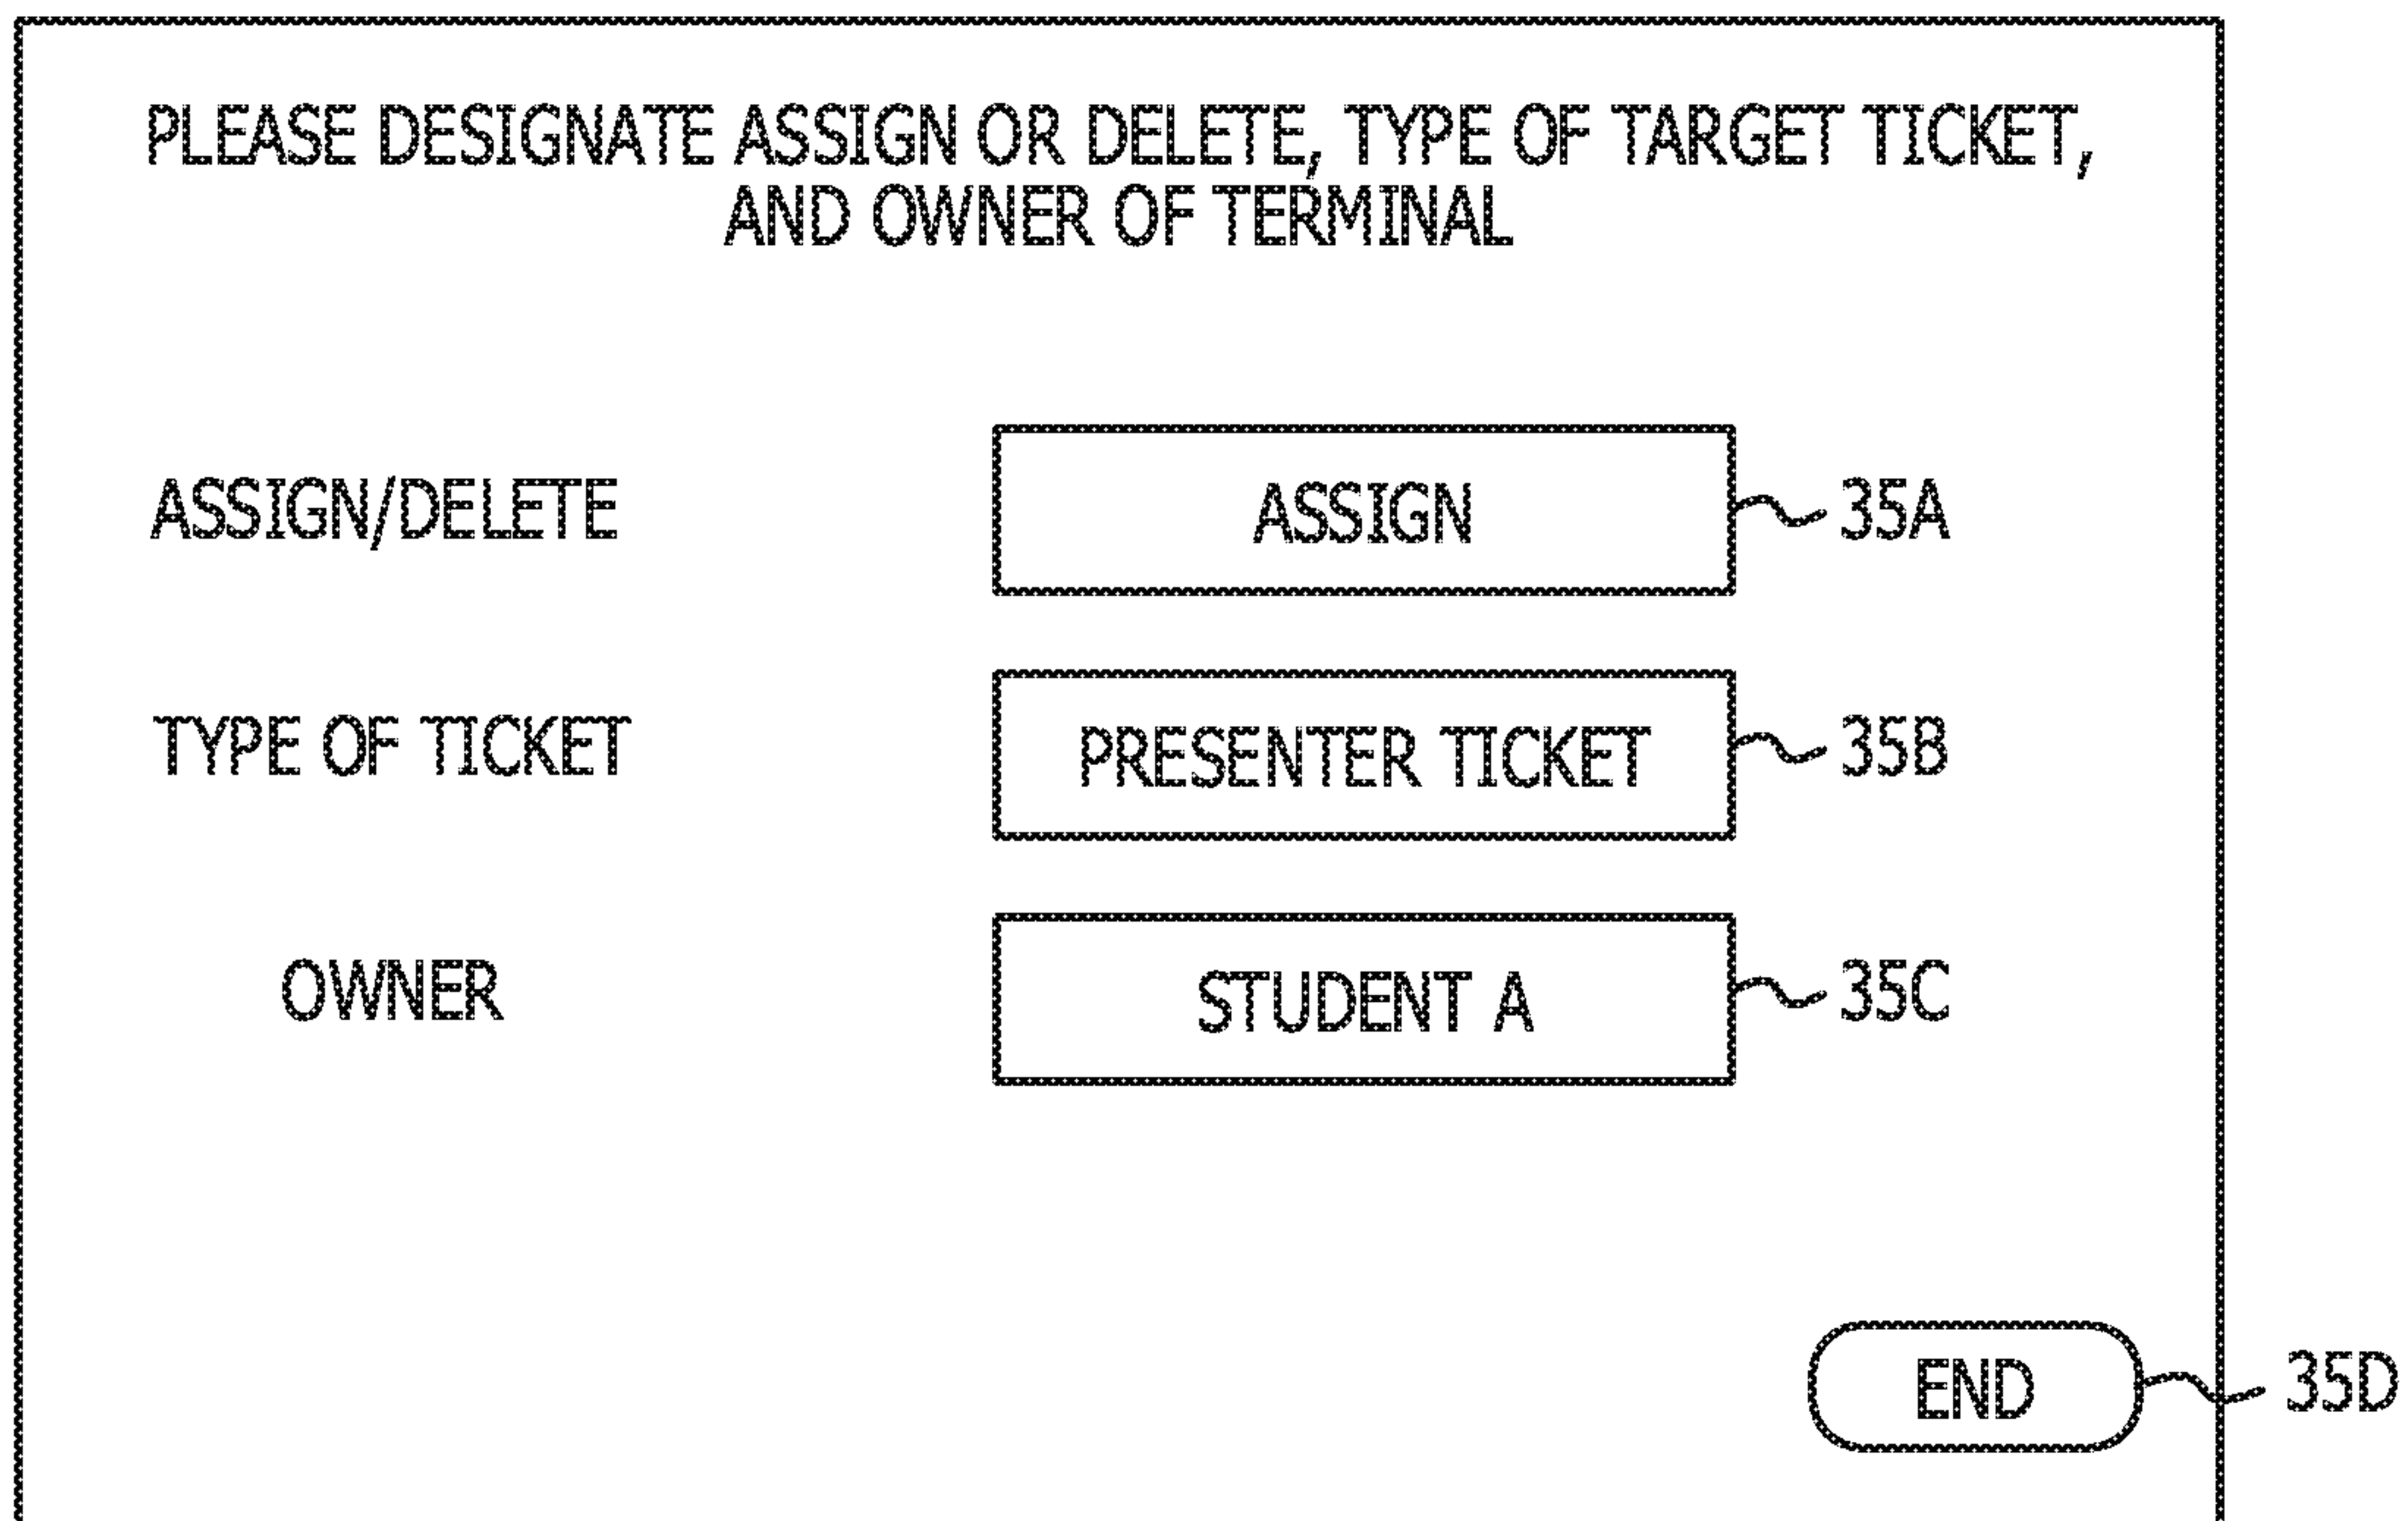 PLEASE DESIGNATE ASSIGN OR DELETE, TYPE OF TARGET TICKET,
AND OWNER OF TERMINAL
ASSIGN/DELETE ASSIGN 35A
TYPE OF TICKET PRESENTER TICKET 35B
OWNER STUDENT A 35C
END 35D